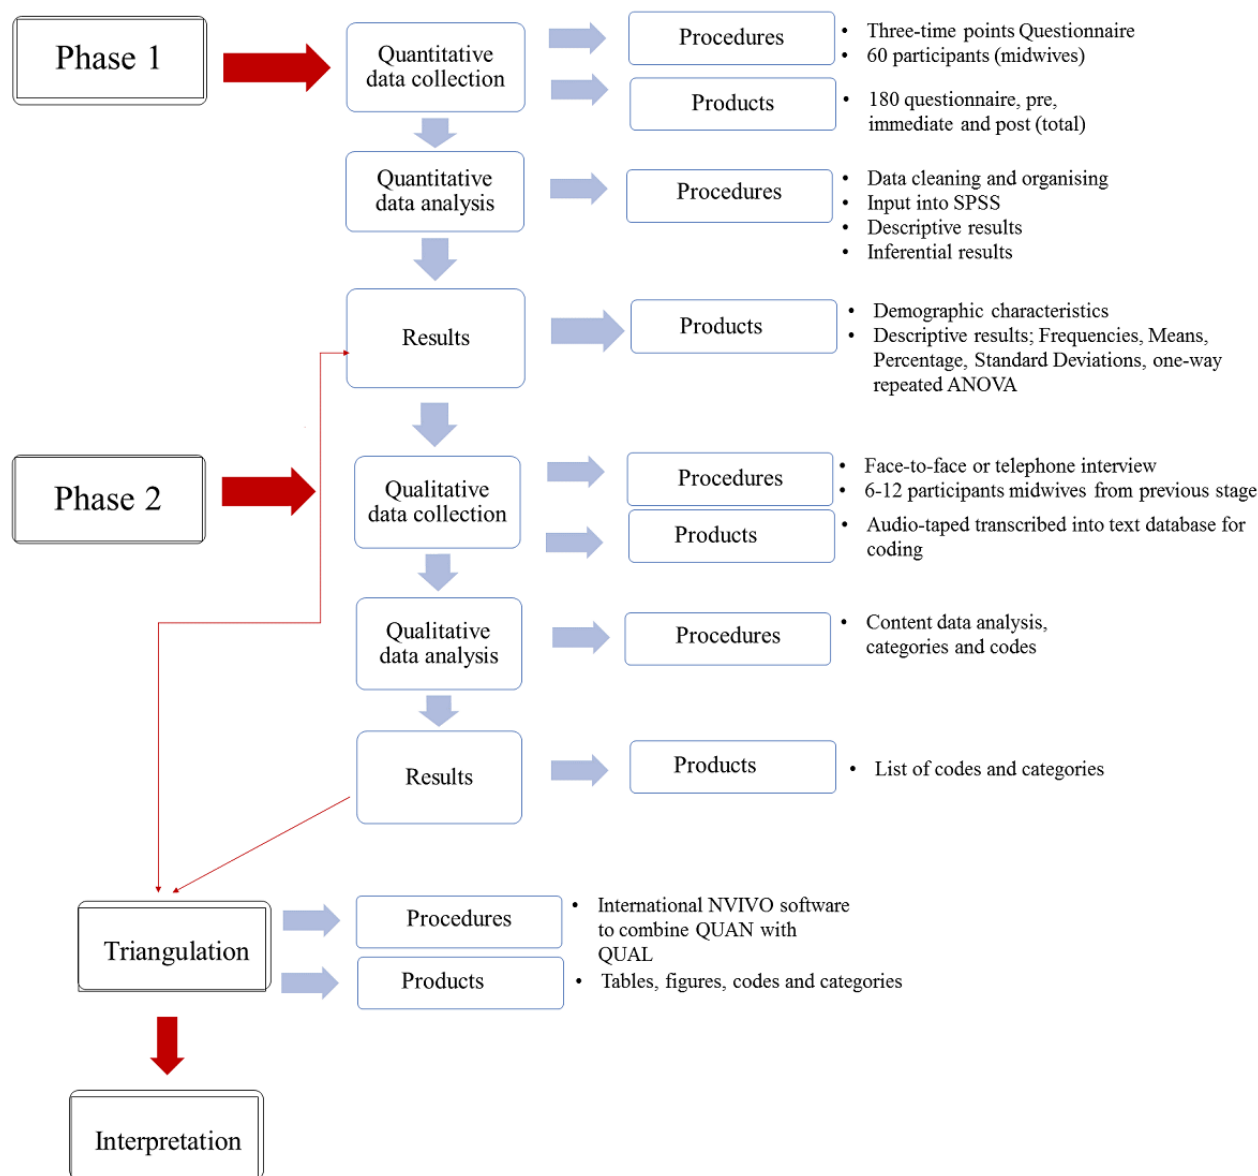 Phase 1
Quantitative
data collection
Procedures
• Three-time points Questionnaire
• 60 participants (midwives)
Products
• 180 questionnaire, pre,
immediate and post (total)
Quantitative
data analysis
Procedures
• Data cleaning and organising
• Input into SPSS
• Descriptive results
• Inferential results
Results
Products
• Demographic characteristics
• Descriptive results; Frequencies, Means,
Percentage, Standard Deviations, one-way
repeated ANOVA
Phase 2
Qualitative
data collection
Procedures
• Face-to-face or telephone interview
• 6-12 participants midwives from previous stage
Products
• Audio-taped transcribed into text database for
coding
Qualitative
data analysis
Procedures
• Content data analysis,
categories and codes
Results
Products
• List of codes and categories
Triangulation
Procedures
• International NVIVO software
to combine QUAN with
QUAL
Products
• Tables, figures, codes and categories
Interpretation